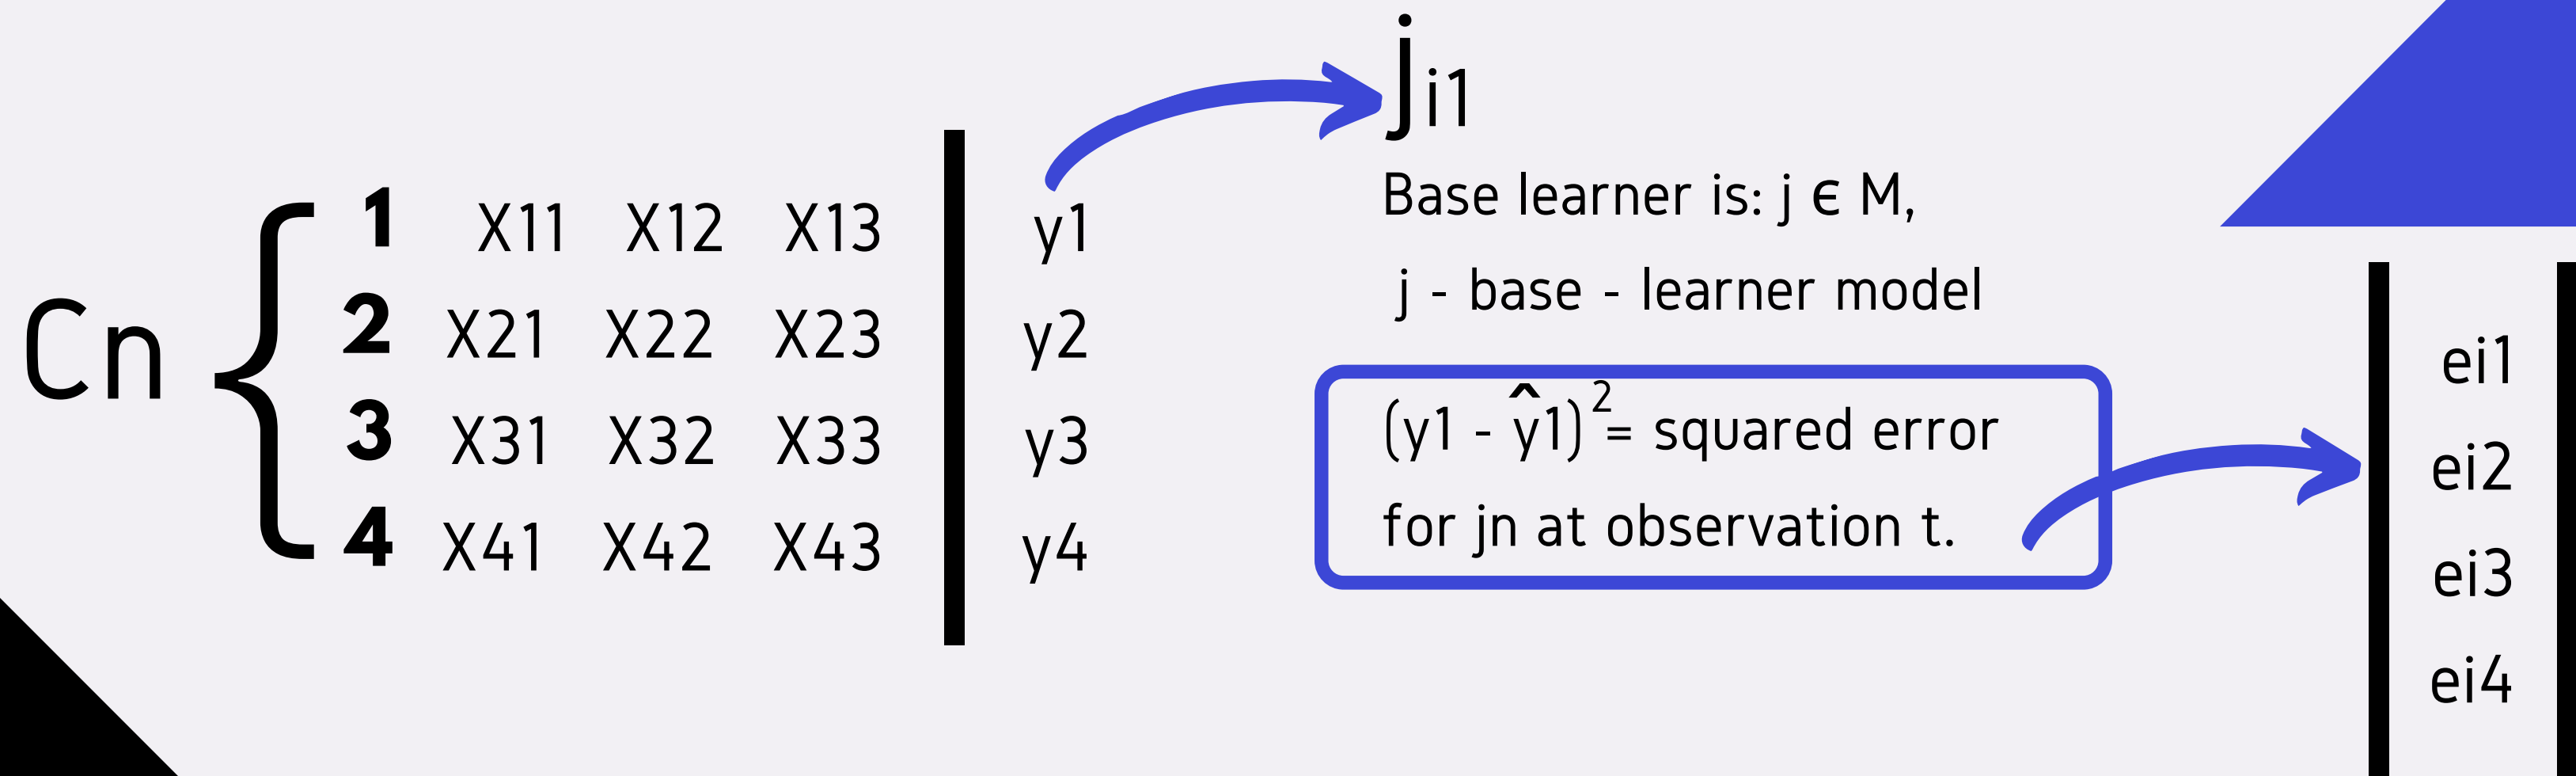 Cn
1 X11 X12 X13 y1
2 X21 X22 X23 y2
3 X31 X32 X33 y3
4 X41 X42 X43 y4
ji1
Base learner is: j ϵ M,
j - base - learner model
(y1 - ŷ1)²= squared error
for jn at observation t.
ei1
ei2
ei3
ei4